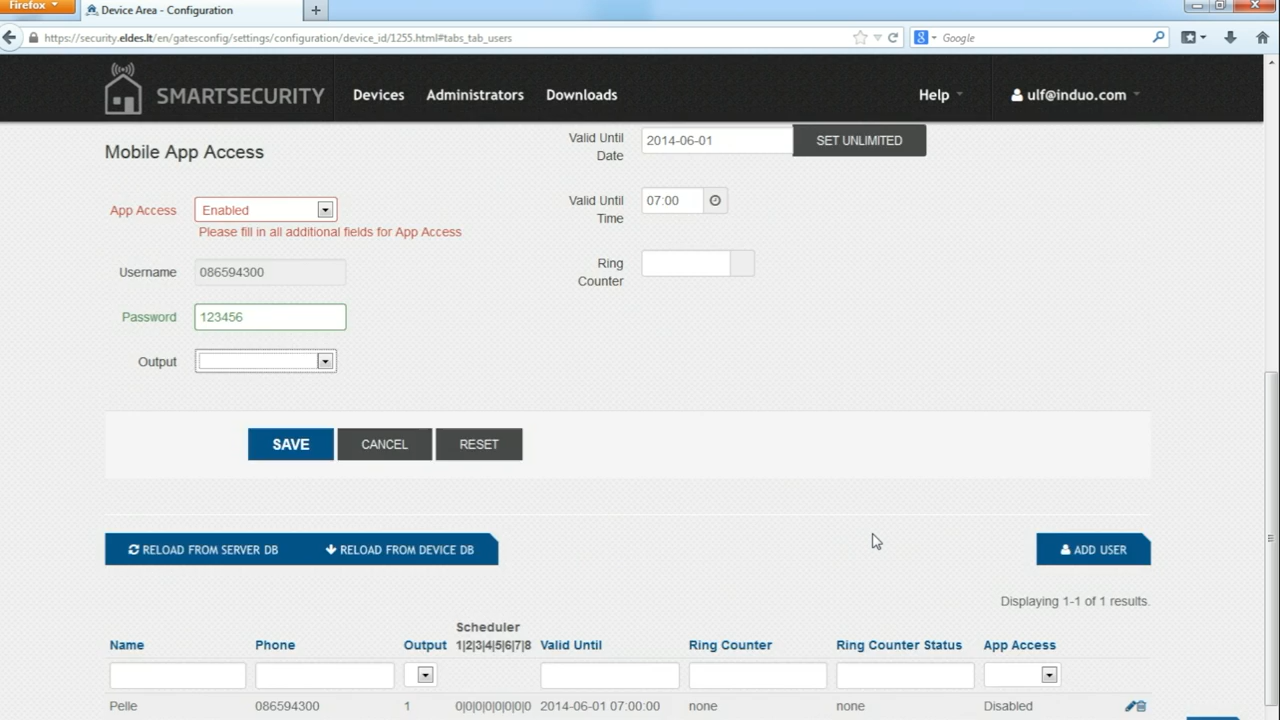 Firefox
Device Area - Configuration
https://security.eldes.lt/en/gatesconfig/settings/configuration/device_id/1255.html#tabs_tab_users
Google
SMARTSECURITY
Devices
Administrators
Downloads
Help
ulf@induo.com
Mobile App Access
Valid Until Date
2014-06-01
SET UNLIMITED
App Access
Enabled
Please fill in all additional fields for App Access
Valid Until Time
07:00
Username
086594300
Ring Counter
Password
123456
Output
SAVE
CANCEL
RESET
RELOAD FROM SERVER DB
RELOAD FROM DEVICE DB
ADD USER
Displaying 1-1 of 1 results.
Name
Phone
Output
Scheduler
1|2|3|4|5|6|7|8
Valid Until
Ring Counter
Ring Counter Status
App Access
Pelle
086594300
1
0|0|0|0|0|0|0|0
2014-06-01 07:00:00
none
none
Disabled